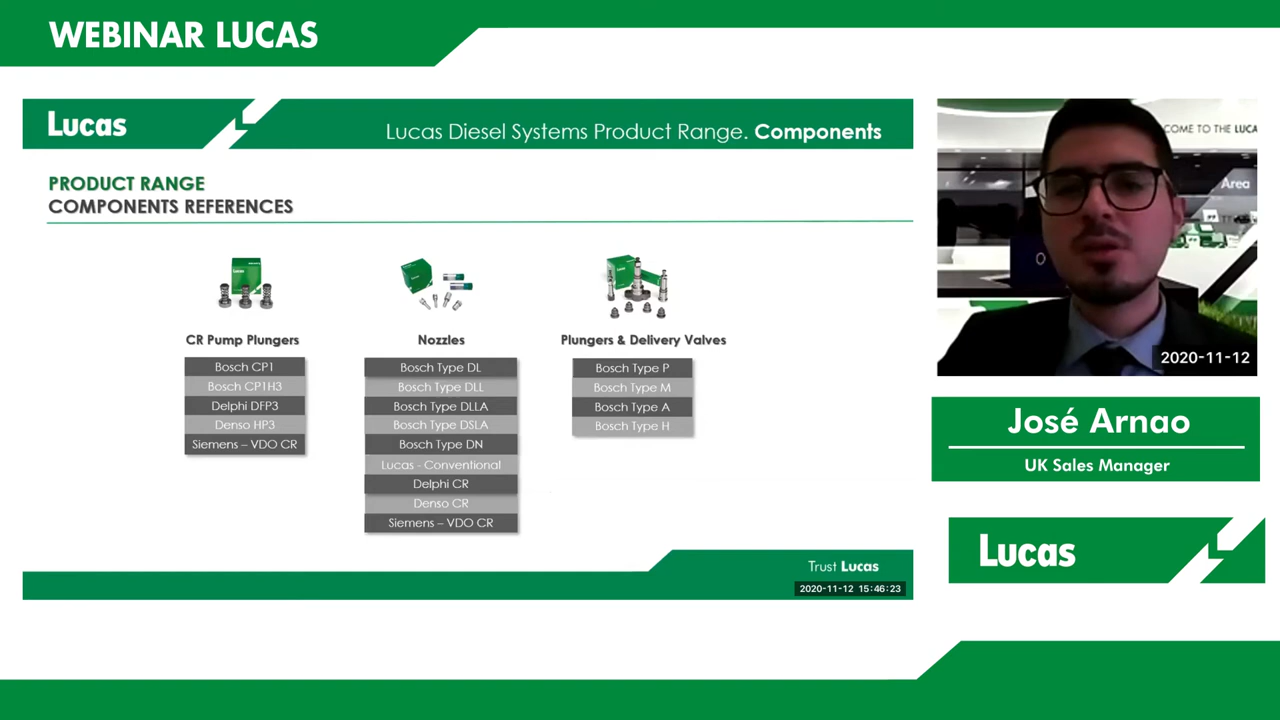 WEBINAR LUCAS
Lucas
Lucas Diesel Systems Product Range. Components
PRODUCT RANGE
COMPONENTS REFERENCES
CR Pump Plungers
Bosch CP1
Bosch CP1H3
Delphi DFP3
Denso HP3
Siemens – VDO CR
Nozzles
Bosch Type DL
Bosch Type DLL
Bosch Type DLLA
Bosch Type DSLA
Bosch Type DN
Lucas - Conventional
Delphi CR
Denso CR
Siemens – VDO CR
Plungers & Delivery Valves
Bosch Type P
Bosch Type M
Bosch Type A
Bosch Type H
Trust Lucas
2020-11-12 15:46:23
COME TO THE LUCA
Area
2020-11-12
José Arnao
UK Sales Manager
Lucas